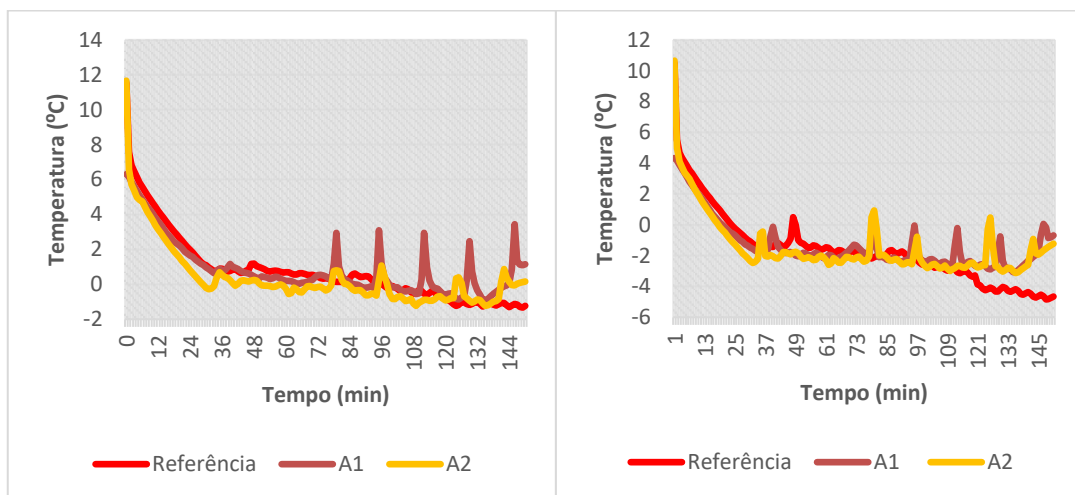 14
12
10
8
6
4
2
0
-2
Temperatura (ºC)
0 12 24 36 48 60 72 84 96 108 120 132 144
Tempo (min)
Referência A1 A2
12
10
8
6
4
2
0
-2
-4
-6
Temperatura (ºC)
1 13 25 37 49 61 73 85 97 109 121 133 145
Tempo (min)
Referência A1 A2